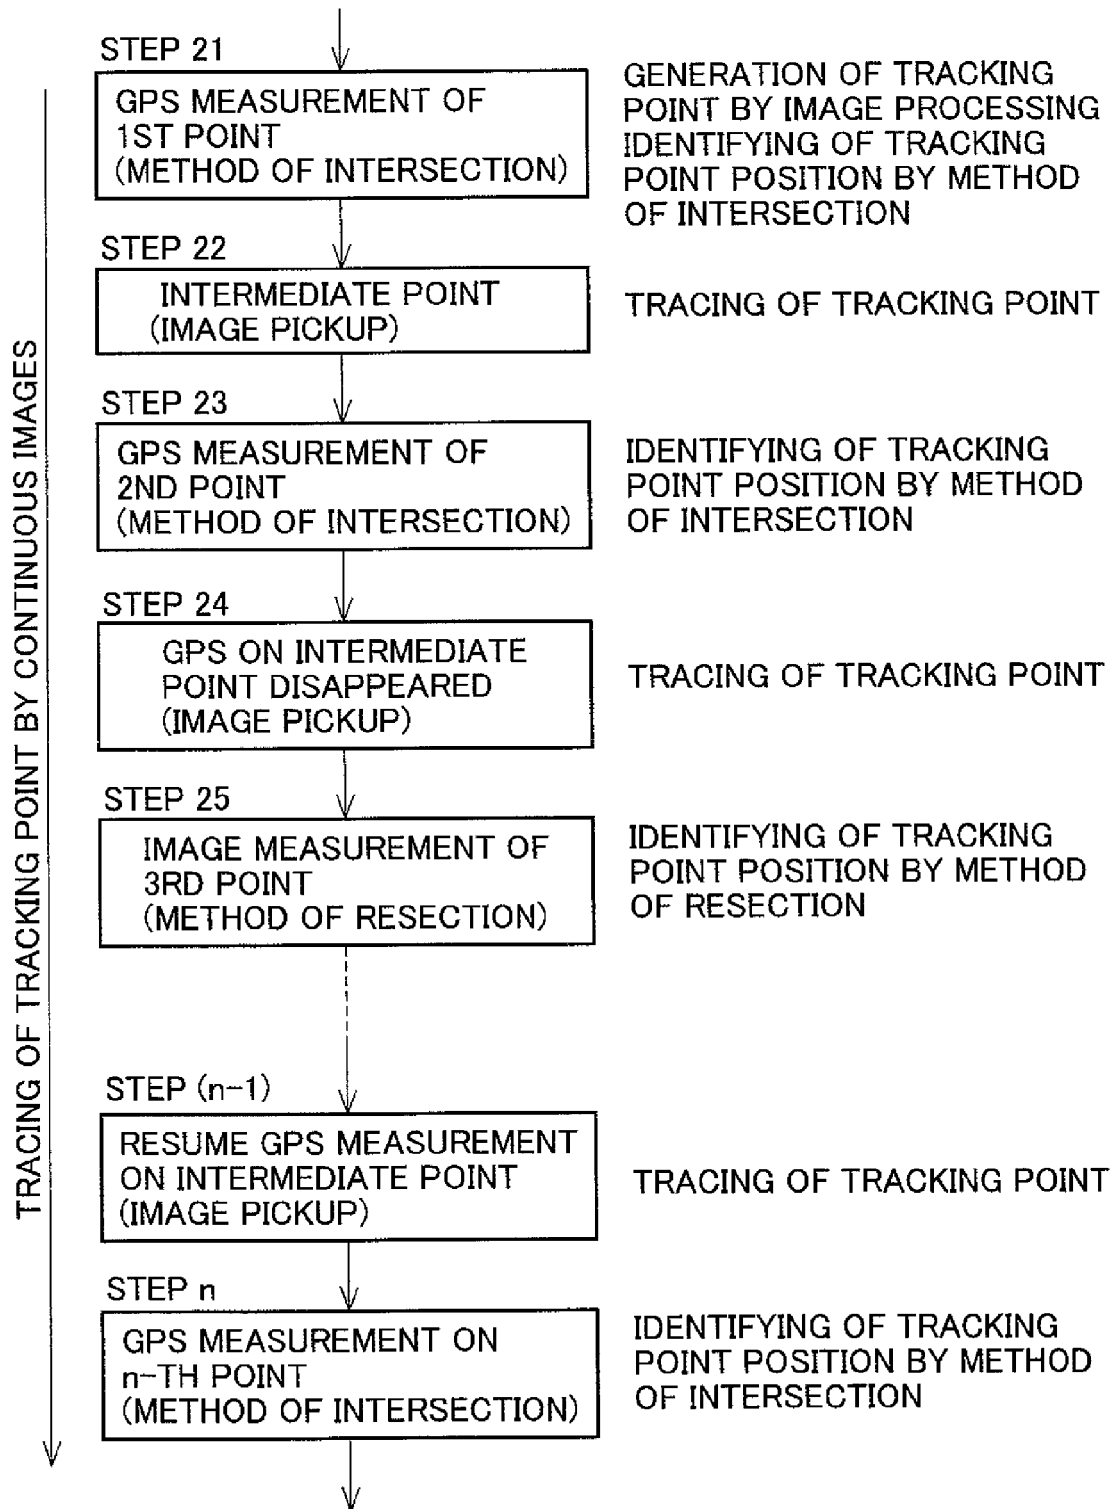 STEP 21
GPS MEASUREMENT OF
1ST POINT
(METHOD OF INTERSECTION)
GENERATION OF TRACKING
POINT BY IMAGE PROCESSING
IDENTIFYING OF TRACKING
POINT POSITION BY METHOD
OF INTERSECTION
STEP 22
INTERMEDIATE POINT
(IMAGE PICKUP)
TRACING OF TRACKING POINT
STEP 23
GPS MEASUREMENT OF
2ND POINT
(METHOD OF INTERSECTION)
IDENTIFYING OF TRACKING
POINT POSITION BY METHOD
OF INTERSECTION
STEP 24
GPS ON INTERMEDIATE
POINT DISAPPEARED
(IMAGE PICKUP)
TRACING OF TRACKING POINT
STEP 25
IMAGE MEASUREMENT OF
3RD POINT
(METHOD OF RESECTION)
IDENTIFYING OF TRACKING
POINT POSITION BY METHOD
OF RESECTION
STEP (n-1)
RESUME GPS MEASUREMENT
ON INTERMEDIATE POINT
(IMAGE PICKUP)
TRACING OF TRACKING POINT
STEP n
GPS MEASUREMENT ON
n-TH POINT
(METHOD OF INTERSECTION)
IDENTIFYING OF TRACKING
POINT POSITION BY METHOD
OF INTERSECTION
TRACING OF TRACKING POINT BY CONTINUOUS IMAGES